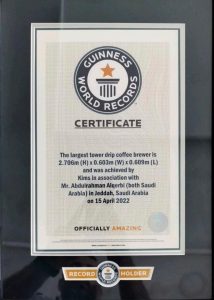 GUINNESS
WORLD RECORDS
CERTIFICATE
The largest tower drip coffee brewer is
2.706m (H) x 0.603m (W) x 0.609m (L)
and was achieved by
Kims in association with
Mr. Abdulrahman Alqerbi (both Saudi
Arabia) in Jeddah, Saudi Arabia
on 15 April 2022
OFFICIALLY AMAZING
RECORD HOLDER